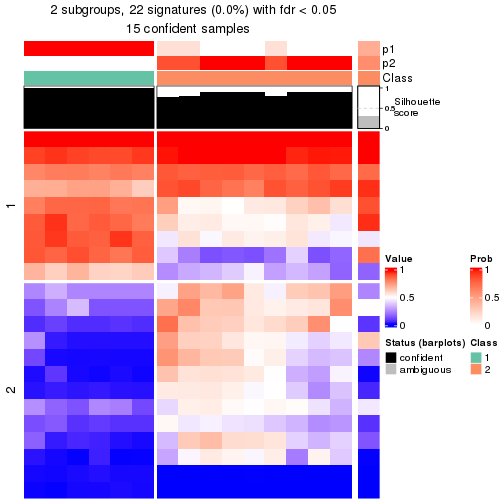 2 subgroups, 22 signatures (0.0%) with fdr < 0.05
15 confident samples
p1
p2
Class
1
0.5
0
Silhouette
score
1
2
Value
1
0.5
0
Prob
1
0.5
0
Status (barplots)
confident
ambiguous
Class
1
2